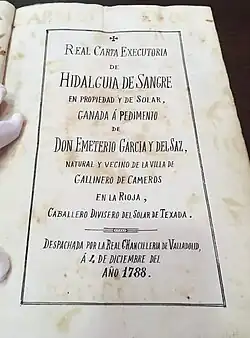 REAL CARTA EXECUTORIA
DE
HIDALGUIA DE SANGRE
EN PROPIEDAD Y DE SOLAR,
GANADA Á PEDIMENTO
DE
DON EMETERIO GARCIA Y DEL SAZ,
NATURAL Y VECINO DE LA VILLA DE
GALLINERO DE CAMEROS
EN LA RIOJA,
CABALLERO DIVISERO DEL SOLAR DE TEXADA.
DESPACHADA POR LA REAL CHANCILLERIA DE VALLADOLID,
Á 4 DE DICIEMBRE DEL
AÑO 1788.